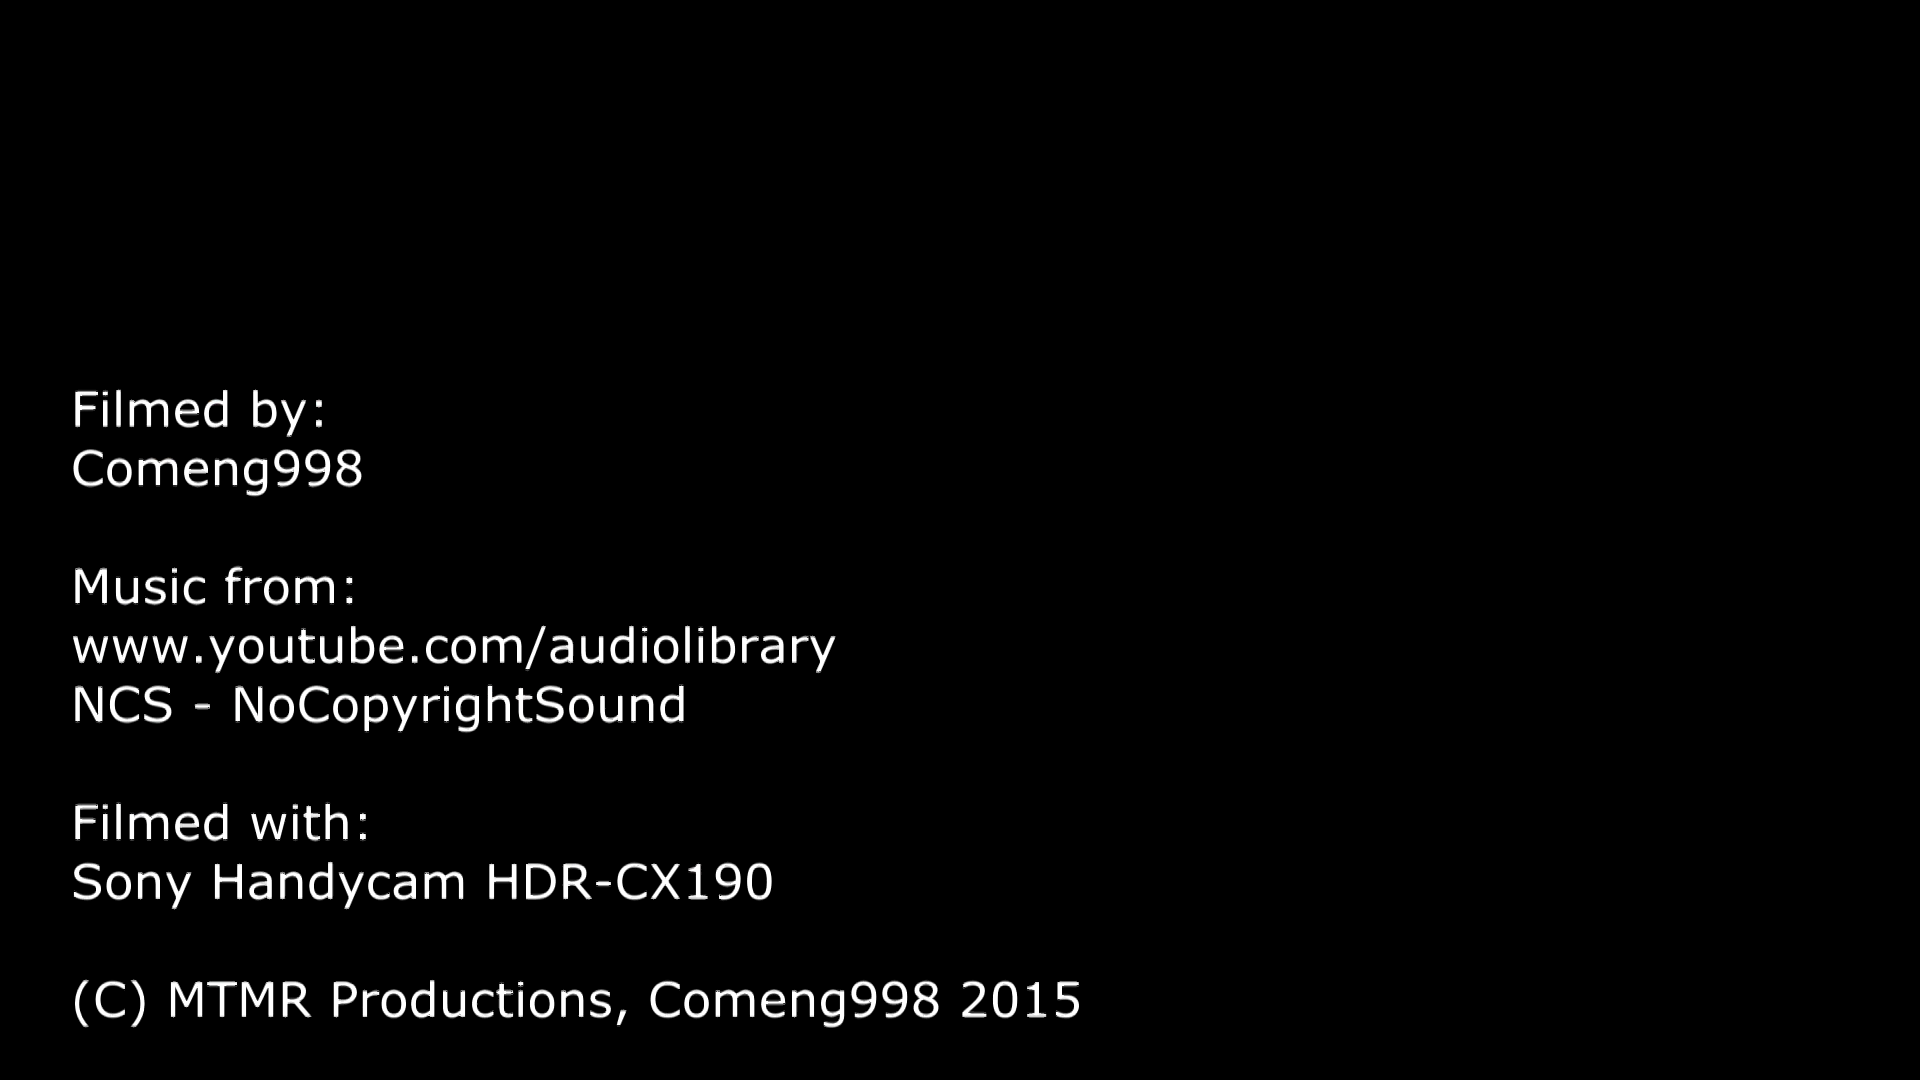 Filmed by:
Comeng998
Music from:
www.youtube.com/audiolibrary
NCS - NoCopyrightSound
Filmed with:
Sony Handycam HDR-CX190
(C) MTMR Productions, Comeng998 2015